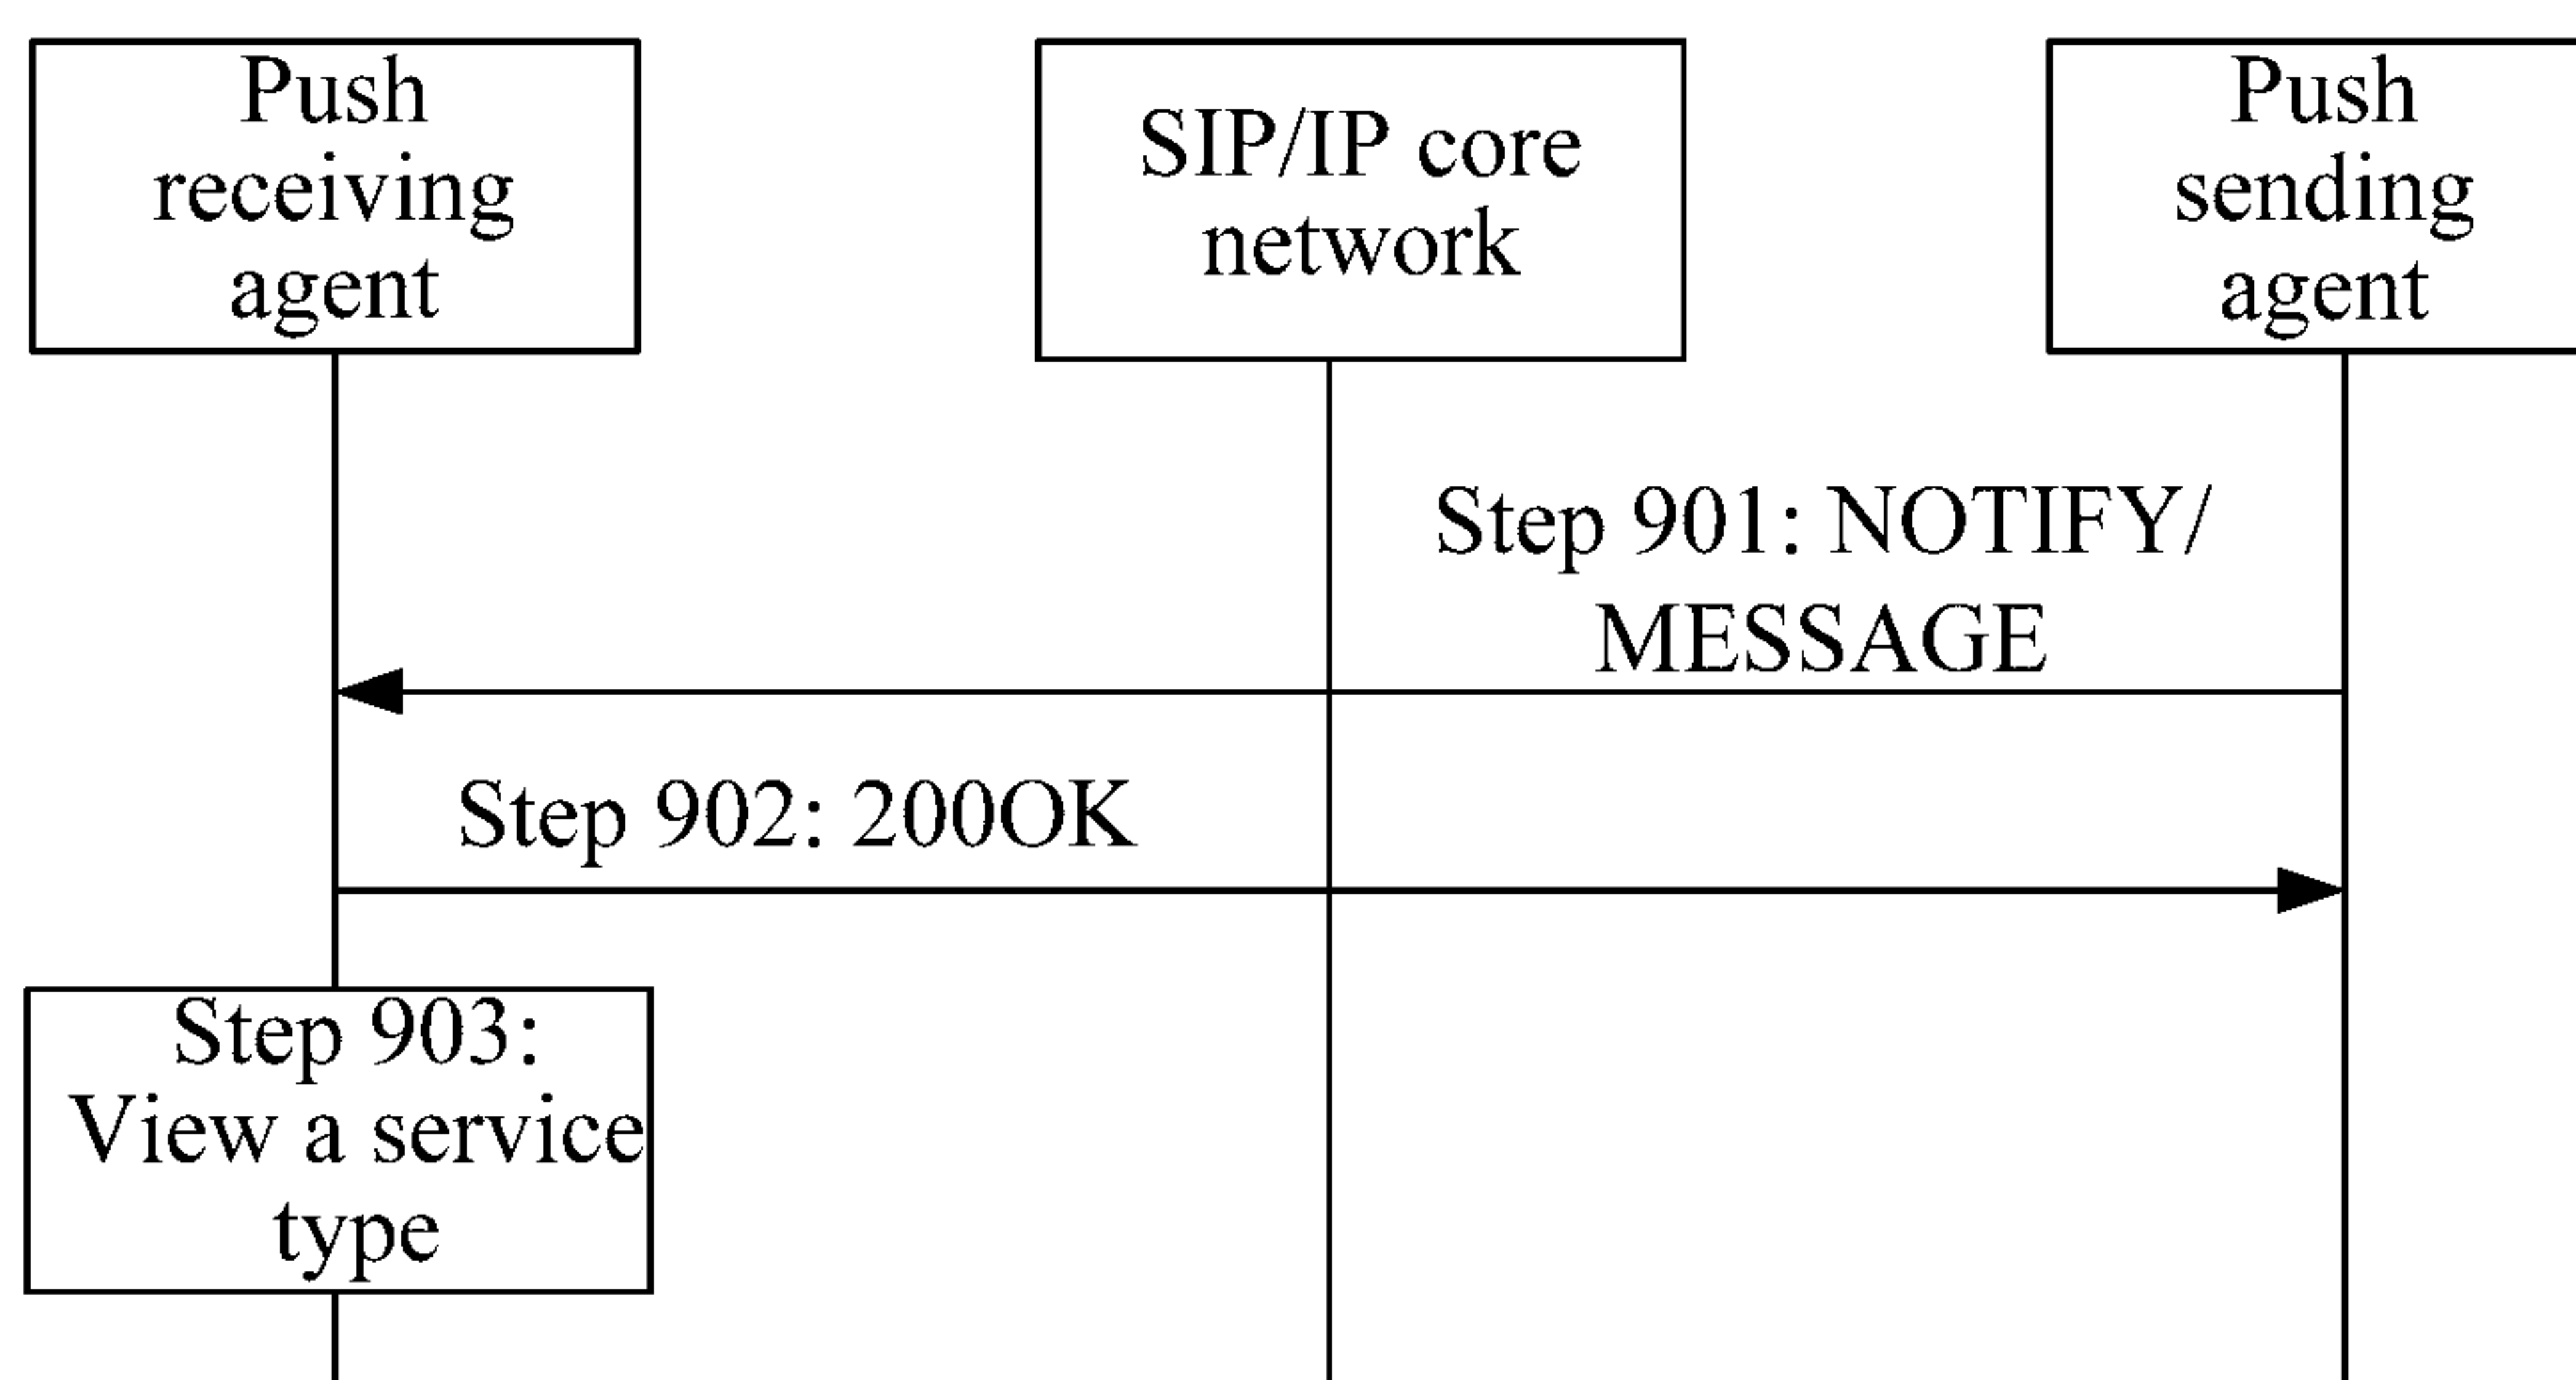 Push
receiving
agent
SIP/IP core
network
Push
sending
agent
Step 901: NOTIFY/
MESSAGE
Step 902: 200OK
Step 903:
View a service
type